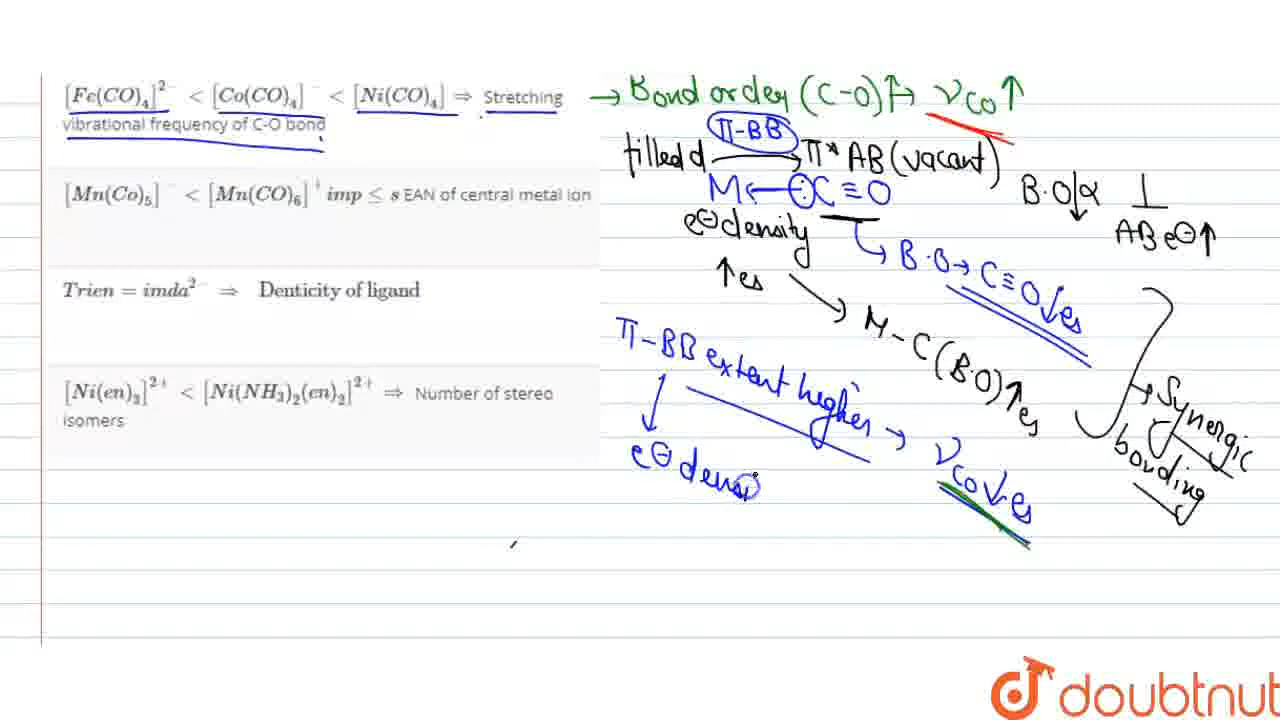 [Fe(CO)₄]²⁻ < [Co(CO)₄]⁻ < [Ni(CO)₄] ⇒ Stretching
vibrational frequency of C-O bond
[Mn(Co)₅]⁻ < [Mn(CO)₆]⁺ imp ≤ s EAN of central metal ion
Trien = imda²⁻ ⇒ Denticity of ligand
[Ni(en)₂]²⁺ < [Ni(NH₃)₂(en)₂]²⁺ ⇒ Number of stereo
isomers
→ Bond order (C-O)↑ → νCO↑
π-BB
filled d → π* AB (vacant)
M ← :C≡O
B.O↓ α 1
ABe⊖↑
e⊖ density
↑es
B.O → C≡O↓es
M-C (B.O)↑es
Synergic
bonding
π-BB extent higher → νCO↓es
e⊖ densi
doubtnut